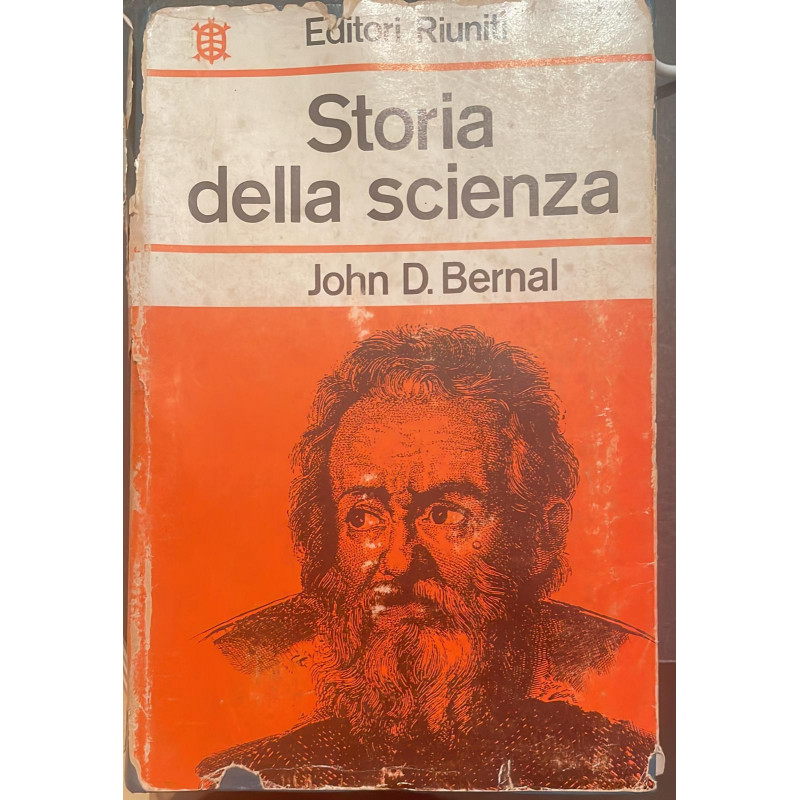 Editori Riuniti
Storia
della scienza
John D. Bernal